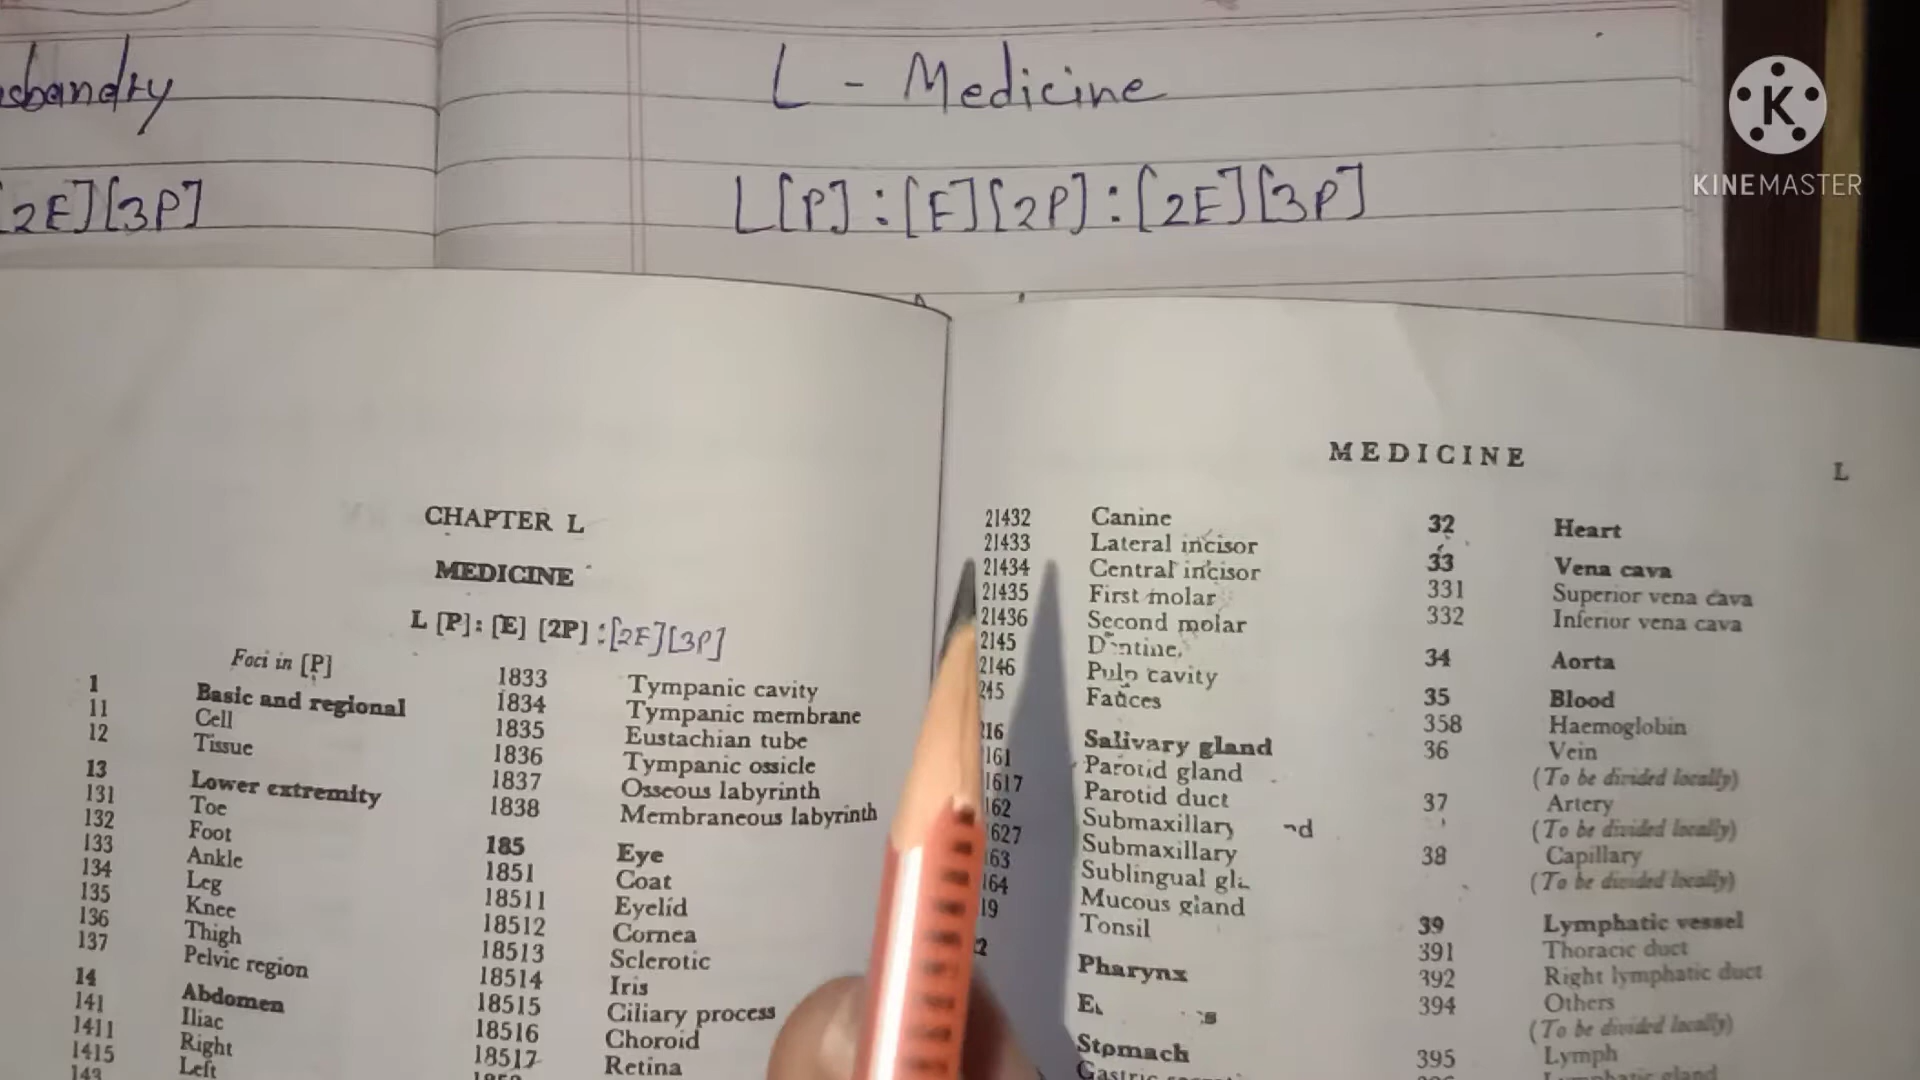 L - Medicine
[2E][3P]
L[P]:[E][2P]:[2E][3P]
K
KINEMASTER
CHAPTER L
MEDICINE
L [P]: [E] [2P] :[2E][3P]
Foci in [P]
1 Basic and regional
11 Cell
12 Tissue
13 Lower extremity
131 Toe
132 Foot
133 Ankle
134 Leg
135 Knee
136 Thigh
137 Pelvic region
14 Abdomen
141 Iliac
1411 Right
1415 Left
143
1833 Tympanic cavity
1834 Tympanic membrane
1835 Eustachian tube
1836 Tympanic ossicle
1837 Osseous labyrinth
1838 Membraneous labyrinth
185 Eye
1851 Coat
18511 Eyelid
18512 Cornea
18513 Sclerotic
18514 Iris
18515 Ciliary process
18516 Choroid
18517 Retina
MEDICINE L
21432 Canine
21433 Lateral incisor
21434 Central incisor
21435 First molar
21436 Second molar
2145 Dentine,
2146 Pulp cavity
Fauces
Salivary gland
Parotid gland
Parotid duct
Submaxillary
Submaxillary
Sublingual
Mucous gland
Tonsil
Pharynx
Stomach
Gastric
32 Heart
33 Vena cava
331 Superior vena cava
332 Inferior vena cava
34 Aorta
35 Blood
358 Haemoglobin
36 Vein
(To be divided locally)
37 Artery
(To be divided locally)
38 Capillary
(To be divided locally)
39 Lymphatic vessel
391 Thoracic duct
392 Right lymphatic duct
394 Others
(To be divided locally)
395 Lymph
Lymphatic gland